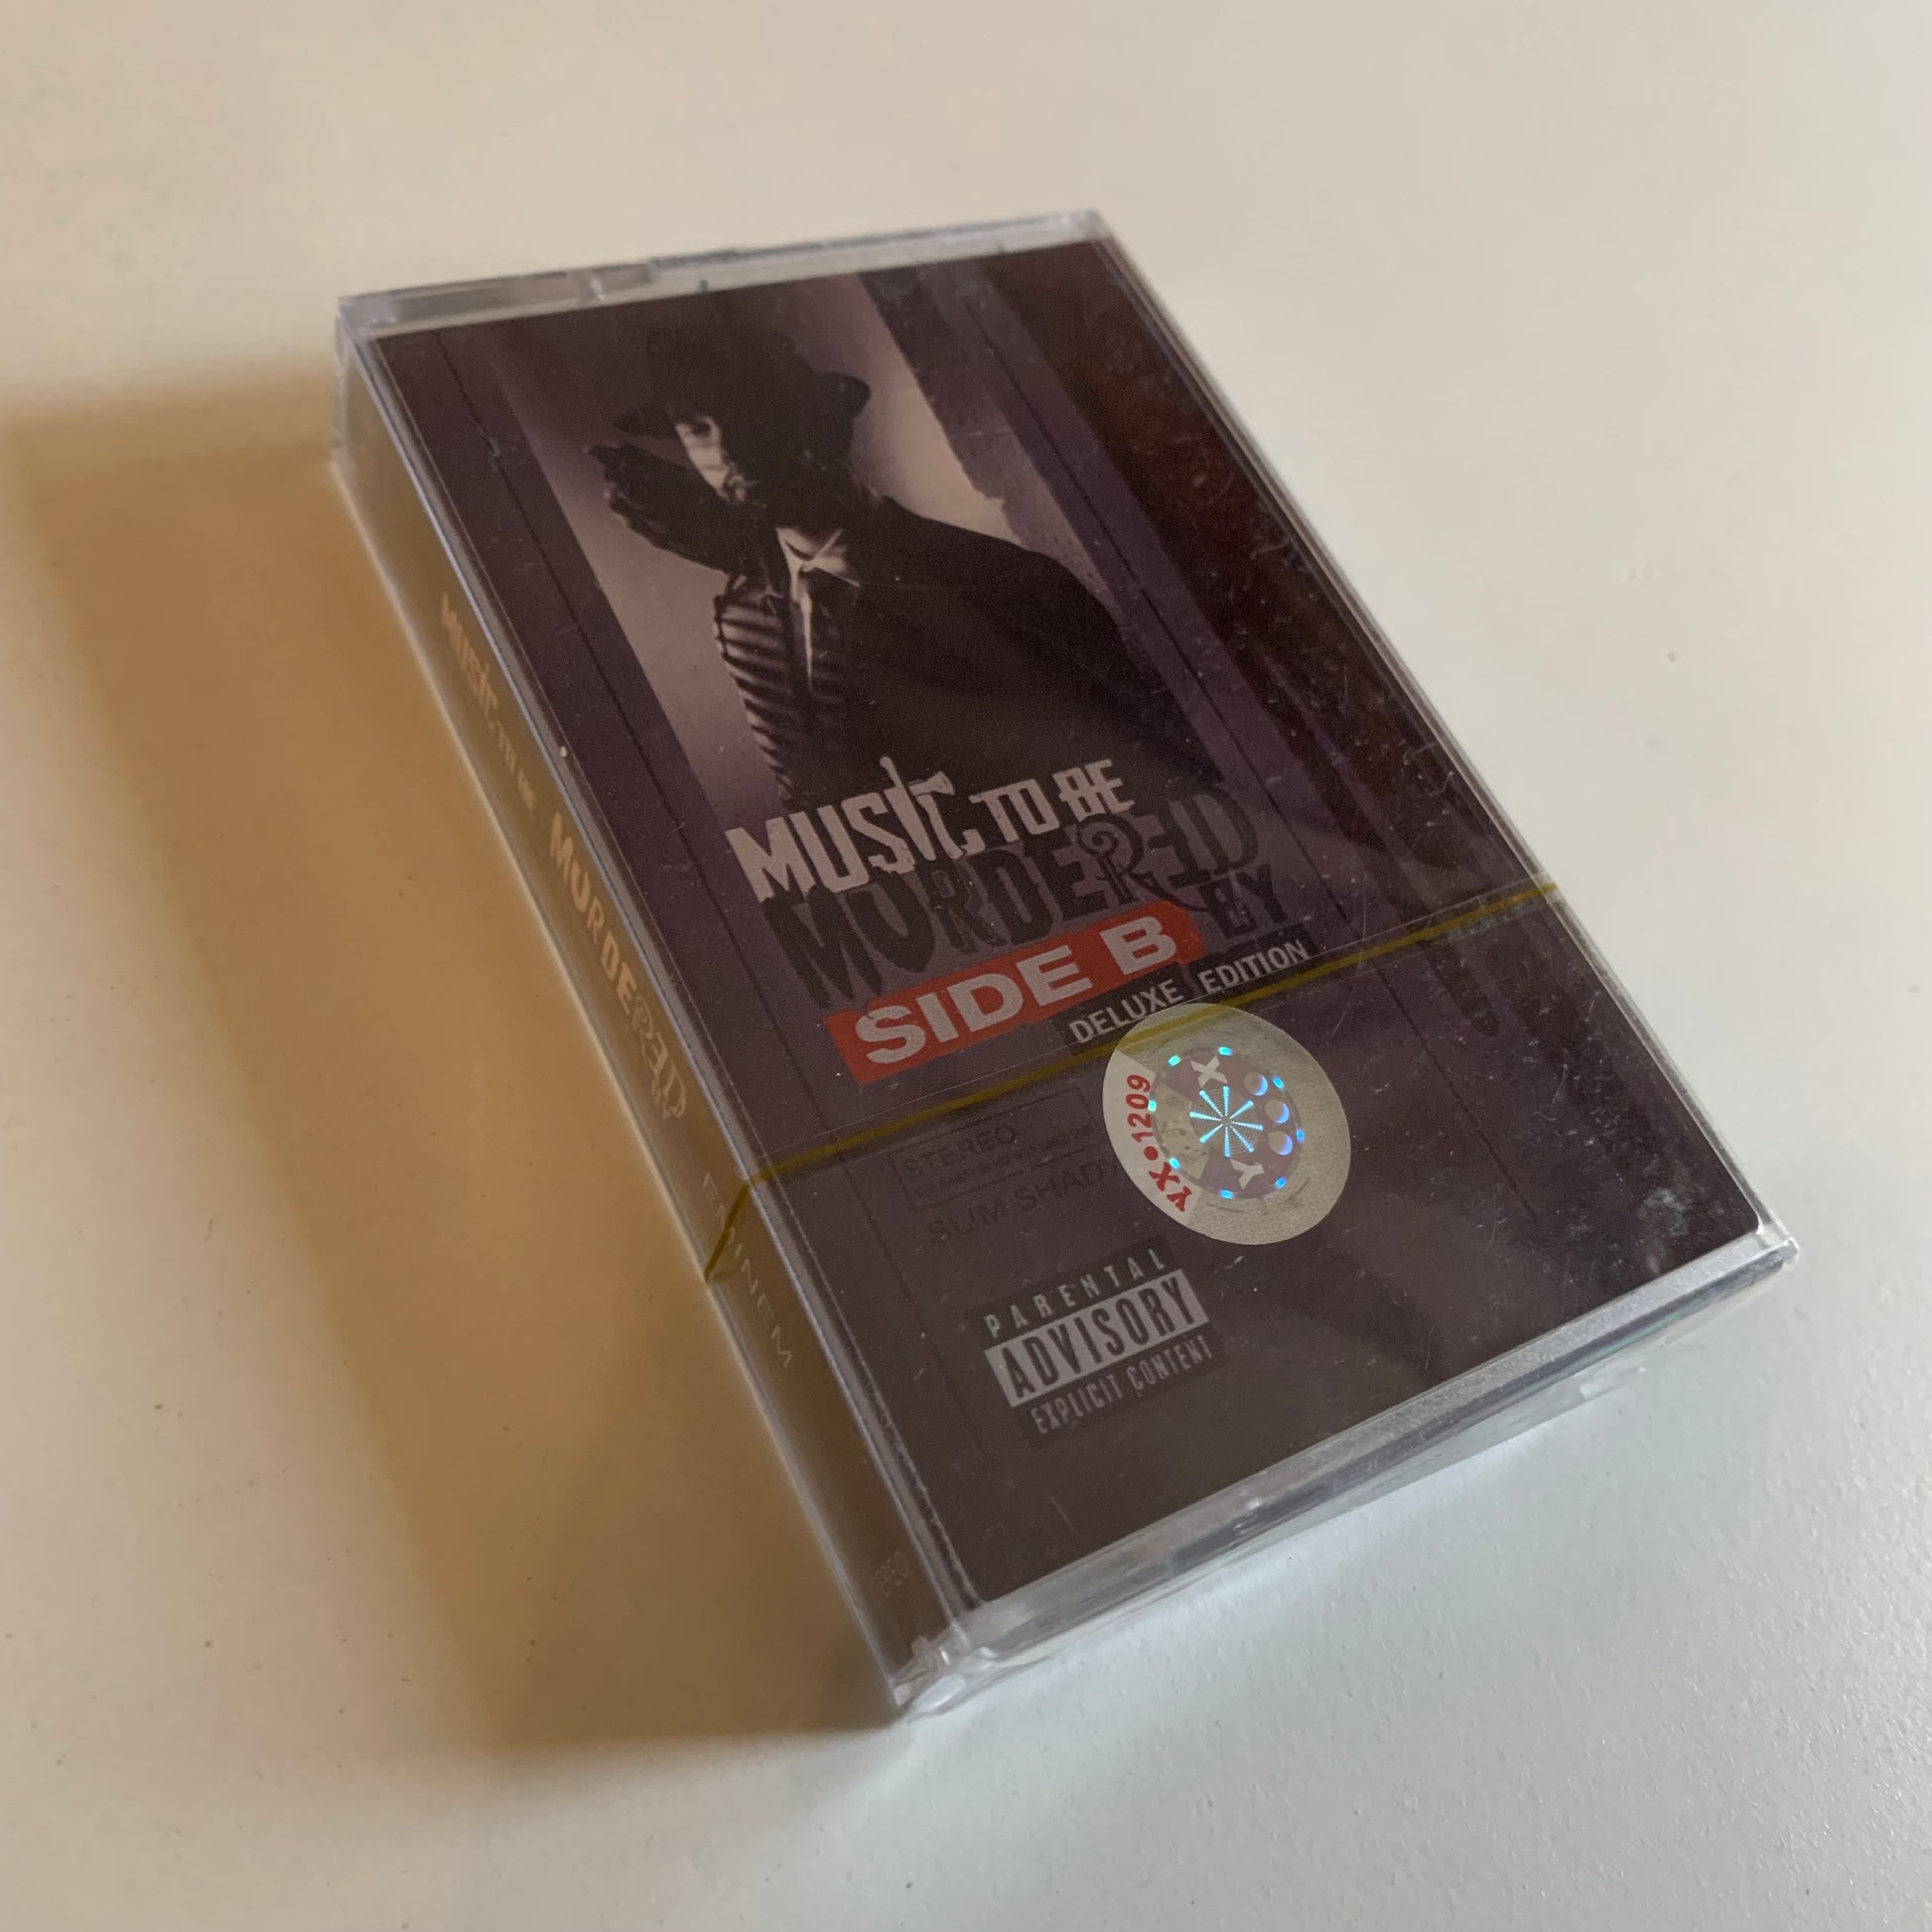 MUSIC TO BE
MURDERED
BY
SIDE B
DELUXE EDITION
STEREO
SLIM SHADY
YX•1209
X
Y
PARENTAL
ADVISORY
EXPLICIT CONTENT
MUSIC TO BE MURDERED BY EMINEM